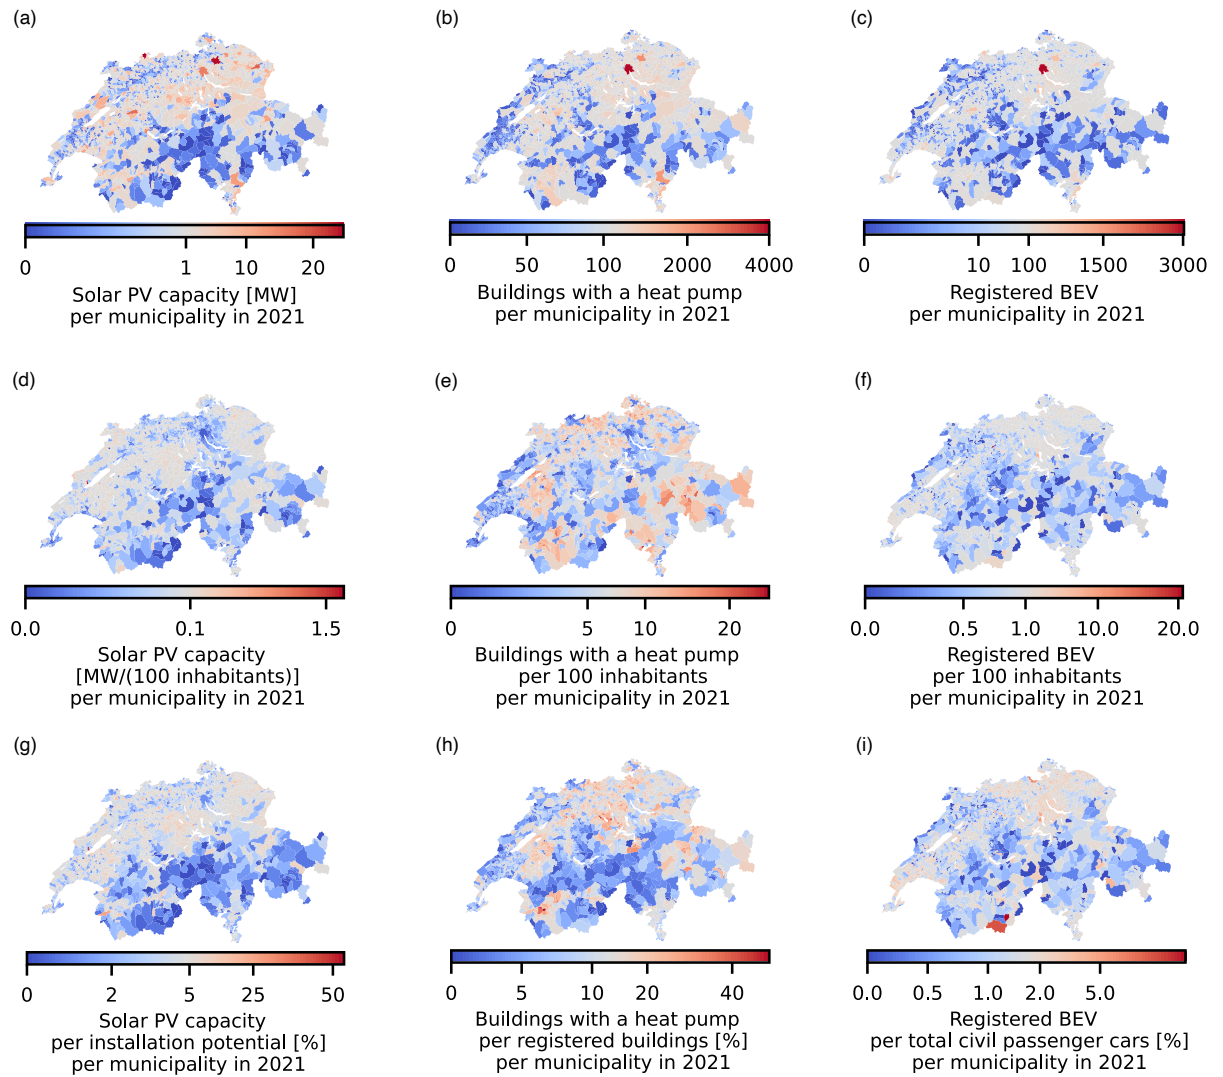 (a)
(b)
(c)
0 1 10 20
0 50 100 2000 4000
0 10 100 1500 3000
Solar PV capacity [MW]
per municipality in 2021
Buildings with a heat pump
per municipality in 2021
Registered BEV
per municipality in 2021
(d)
(e)
(f)
0.0 0.1 1.5
0 5 10 20
0.0 0.5 1.0 10.0 20.0
Solar PV capacity
[MW/(100 inhabitants)]
per municipality in 2021
Buildings with a heat pump
per 100 inhabitants
per municipality in 2021
Registered BEV
per 100 inhabitants
per municipality in 2021
(g)
(h)
(i)
0 2 5 25 50
0 5 10 20 40
0.0 0.5 1.0 2.0 5.0
Solar PV capacity
per installation potential [%]
per municipality in 2021
Buildings with a heat pump
per registered buildings [%]
per municipality in 2021
Registered BEV
per total civil passenger cars [%]
per municipality in 2021